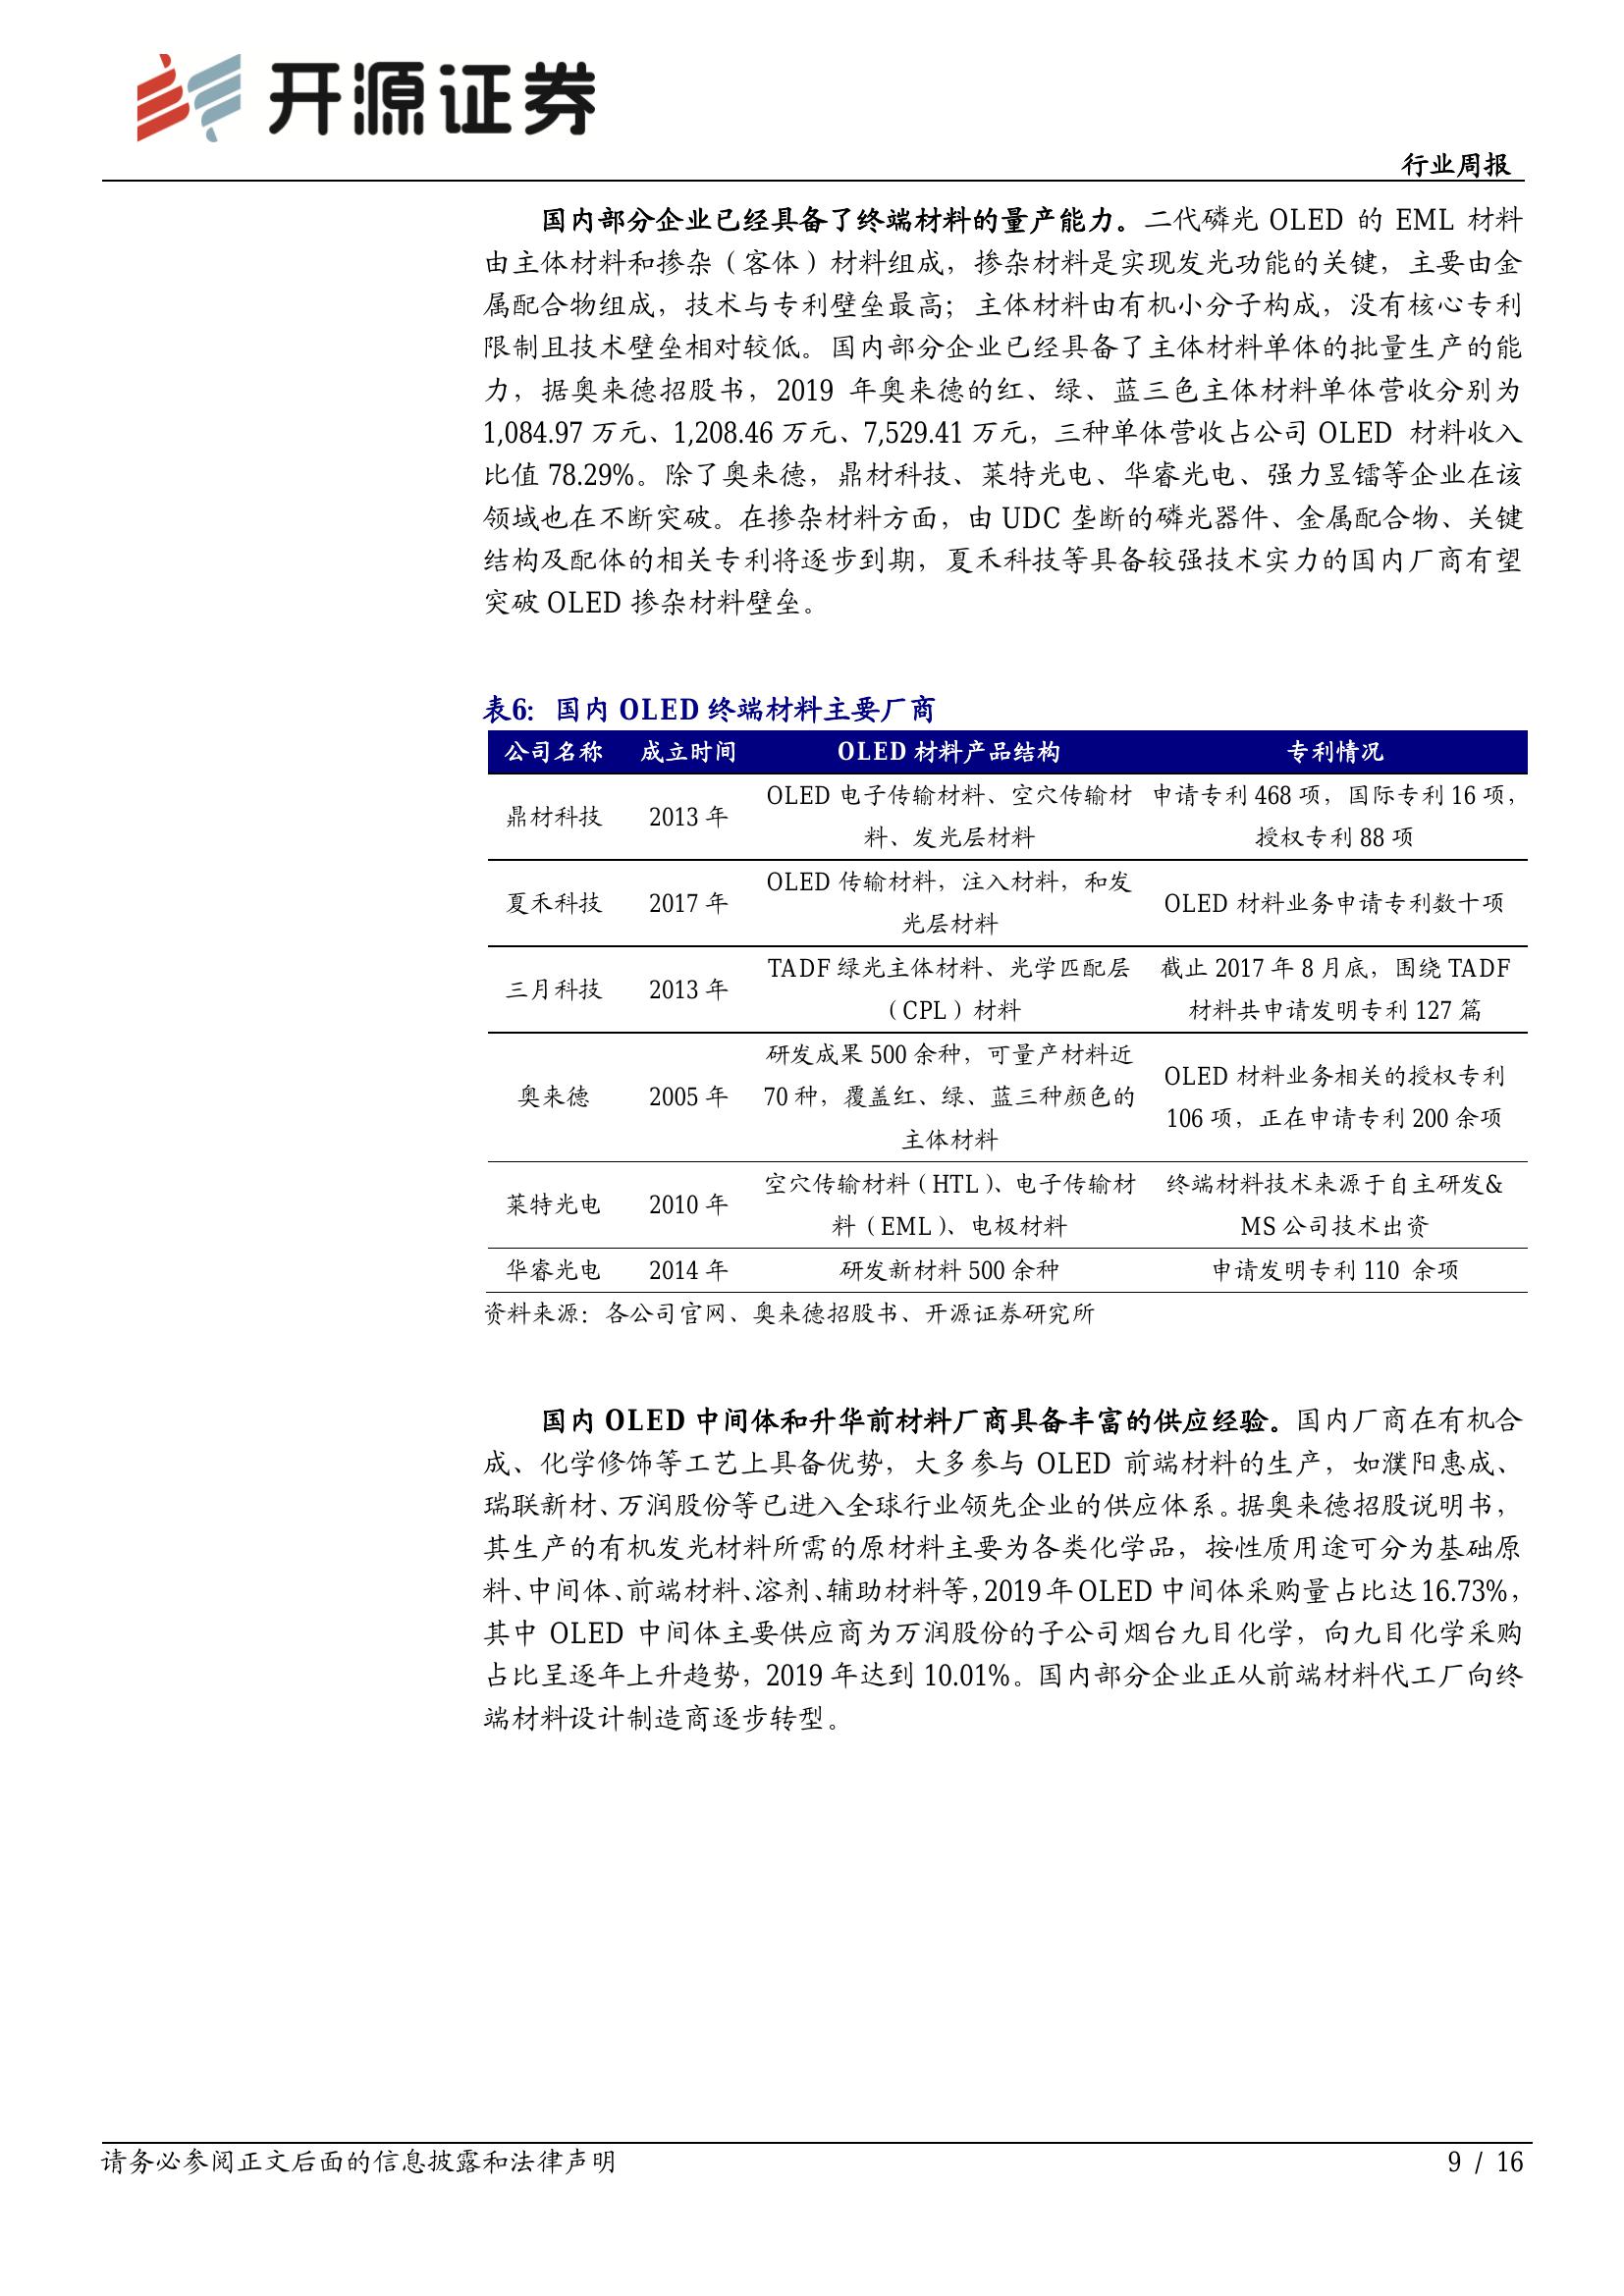 开源证券
行业周报
国内部分企业已经具备了终端材料的量产能力。二代磷光 OLED 的 EML 材料
由主体材料和掺杂（客体）材料组成，掺杂材料是实现发光功能的关键，主要由金
属配合物组成，技术与专利壁垒最高；主体材料由有机小分子构成，没有核心专利
限制且技术壁垒相对较低。国内部分企业已经具备了主体材料单体的批量生产的能
力，据奥来德招股书，2019 年奥来德的红、绿、蓝三色主体材料单体营收分别为
1,084.97 万元、1,208.46 万元、7,529.41 万元，三种单体营收占公司 OLED 材料收入
比值 78.29%。除了奥来德，鼎材科技、莱特光电、华睿光电、强力昱镭等企业在该
领域也在不断突破。在掺杂材料方面，由 UDC 垄断的磷光器件、金属配合物、关键
结构及配体的相关专利将逐步到期，夏禾科技等具备较强技术实力的国内厂商有望
突破 OLED 掺杂材料壁垒。
表6： 国内 OLED 终端材料主要厂商
公司名称 成立时间 OLED 材料产品结构 专利情况
OLED 电子传输材料、空穴传输材 申请专利 468 项，国际专利 16 项，
鼎材科技 2013 年
料、发光层材料 授权专利 88 项
OLED 传输材料，注入材料，和发
夏禾科技 2017 年 OLED 材料业务申请专利数十项
光层材料
TADF 绿光主体材料、光学匹配层 截止 2017 年 8 月底，围绕 TADF
三月科技 2013 年
（CPL）材料 材料共申请发明专利 127 篇
研发成果 500 余种，可量产材料近
OLED 材料业务相关的授权专利
奥来德 2005 年 70 种，覆盖红、绿、蓝三种颜色的
106 项，正在申请专利 200 余项
主体材料
空穴传输材料（HTL）、电子传输材 终端材料技术来源于自主研发&
莱特光电 2010 年
料（EML）、电极材料 MS 公司技术出资
华睿光电 2014 年 研发新材料 500 余种 申请发明专利 110 余项
资料来源：各公司官网、奥来德招股书、开源证券研究所
国内 OLED 中间体和升华前材料厂商具备丰富的供应经验。国内厂商在有机合
成、化学修饰等工艺上具备优势，大多参与 OLED 前端材料的生产，如濮阳惠成、
瑞联新材、万润股份等已进入全球行业领先企业的供应体系。据奥来德招股说明书，
其生产的有机发光材料所需的原材料主要为各类化学品，按性质用途可分为基础原
料、中间体、前端材料、溶剂、辅助材料等，2019 年 OLED 中间体采购量占比达 16.73%，
其中 OLED 中间体主要供应商为万润股份的子公司烟台九目化学，向九目化学采购
占比呈逐年上升趋势，2019 年达到 10.01%。国内部分企业正从前端材料代工厂向终
端材料设计制造商逐步转型。
请务必参阅正文后面的信息披露和法律声明
9 / 16